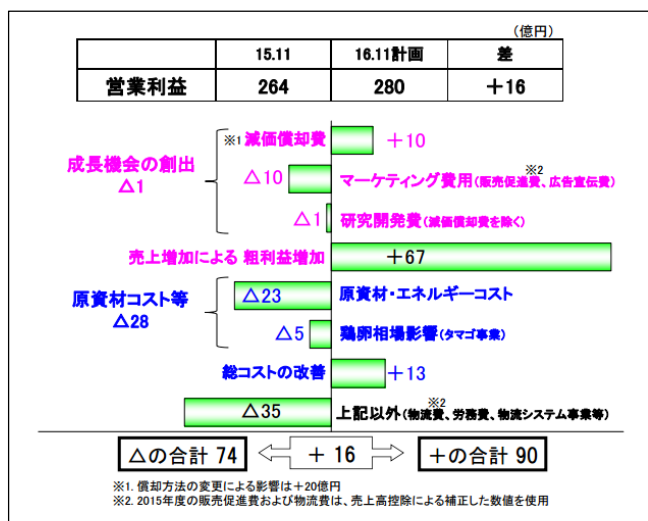 (億円)
15.11 16.11計画 差
営業利益 264 280 +16
※1 減価償却費 +10
成長機会の創出
△1
△10 マーケティング費用(販売促進費、広告宣伝費)※2
△1 研究開発費(減価償却費を除く)
売上増加による 粗利益増加 +67
原資材コスト等
△28
△23 原資材・エネルギーコスト
△5 鶏卵相場影響(タマゴ事業)
総コストの改善 +13
△35 上記以外(物流費、労務費、物流システム事業等)※2
△の合計 74 + 16 +の合計 90
※1. 償却方法の変更による影響は+20億円
※2. 2015年度の販売促進費および物流費は、売上高控除による補正した数値を使用